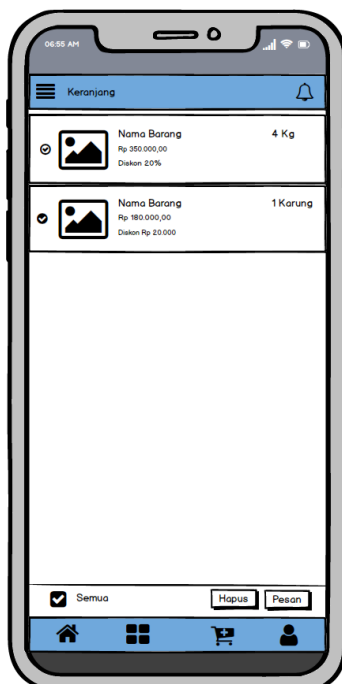 06:55 AM
Keranjang
Nama Barang
4 Kg
Rp 350.000,00
Diskon 20%
Nama Barang
1 Karung
Rp 180.000,00
Diskon Rp 20.000
Semua
Hapus
Pesan